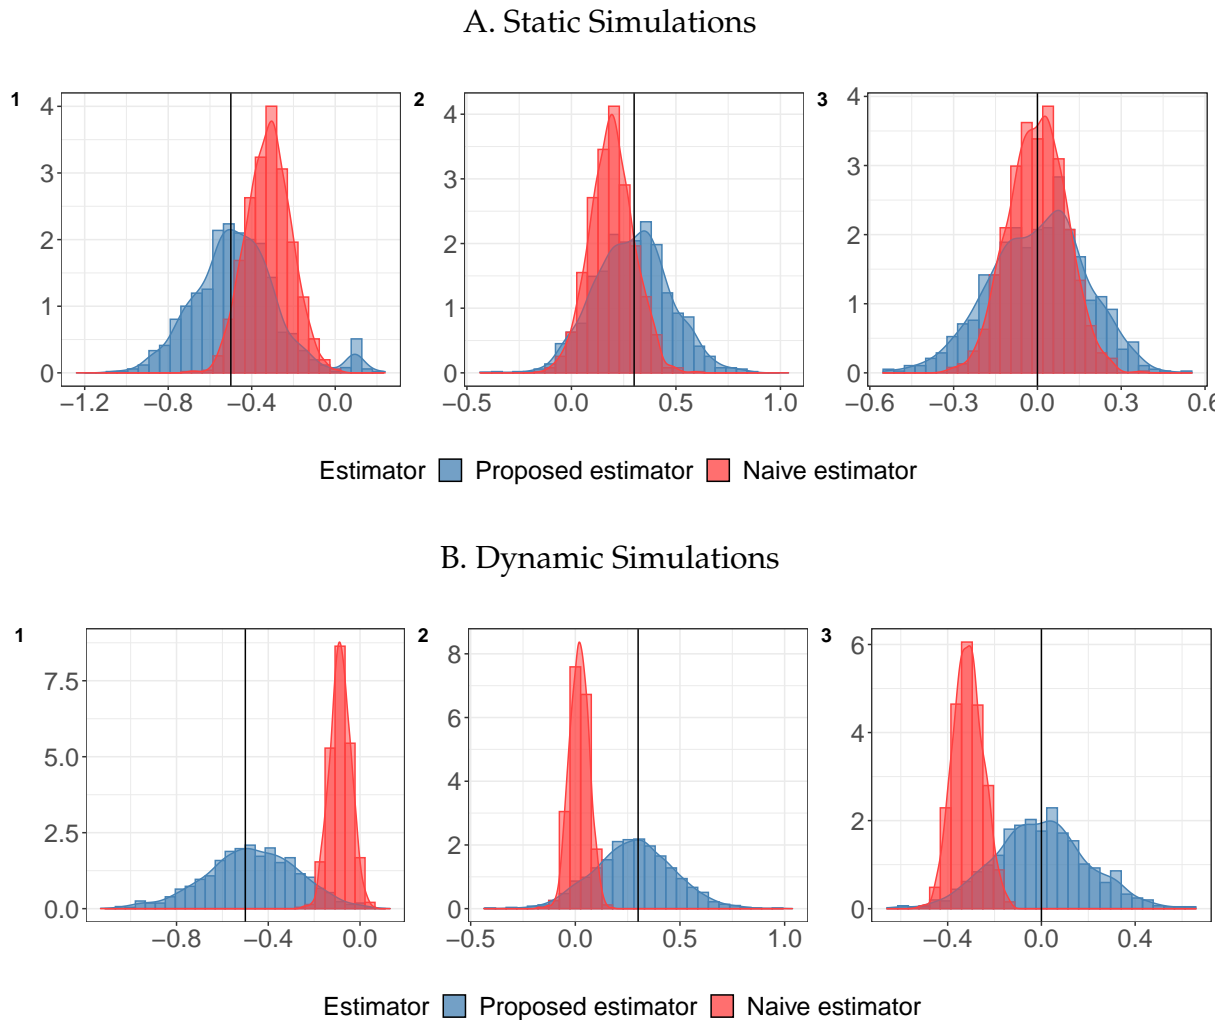 A. Static Simulations
1 2 3
4 4 4
3 3 3
2 2 2
1 1 1
0 0 0
−1.2 −0.8 −0.4 0.0 −0.5 0.0 0.5 1.0 −0.6 −0.3 0.0 0.3 0.6
Estimator Proposed estimator Naive estimator
B. Dynamic Simulations
1 2 3
7.5 8 6
5.0 6 4
2.5 4 2
0.0 2 0
0
−0.8 −0.4 0.0 −0.5 0.0 0.5 1.0 −0.4 0.0 0.4
Estimator Proposed estimator Naive estimator